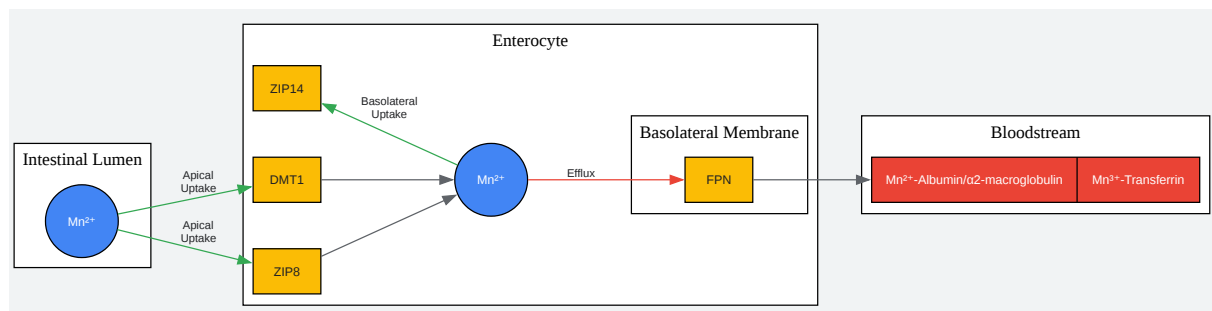 Enterocyte
ZIP14
Basolateral
Uptake
Basolateral Membrane
Bloodstream
Intestinal Lumen
Apical
Uptake
DMT1
Mn²⁺
Efflux
FPN
Mn²⁺-Albumin/α2-macroglobulin
Mn³⁺-Transferrin
Mn²⁺
Apical
Uptake
ZIP8